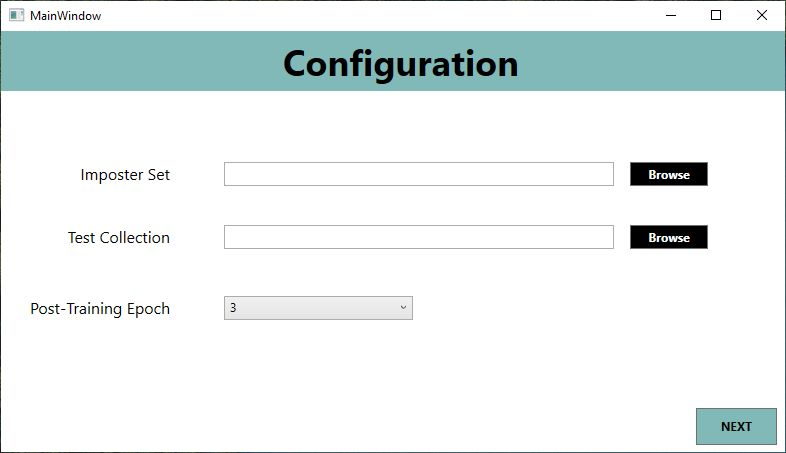 MainWindow
Configuration
Imposter Set
Browse
Test Collection
Browse
Post-Training Epoch
3
NEXT